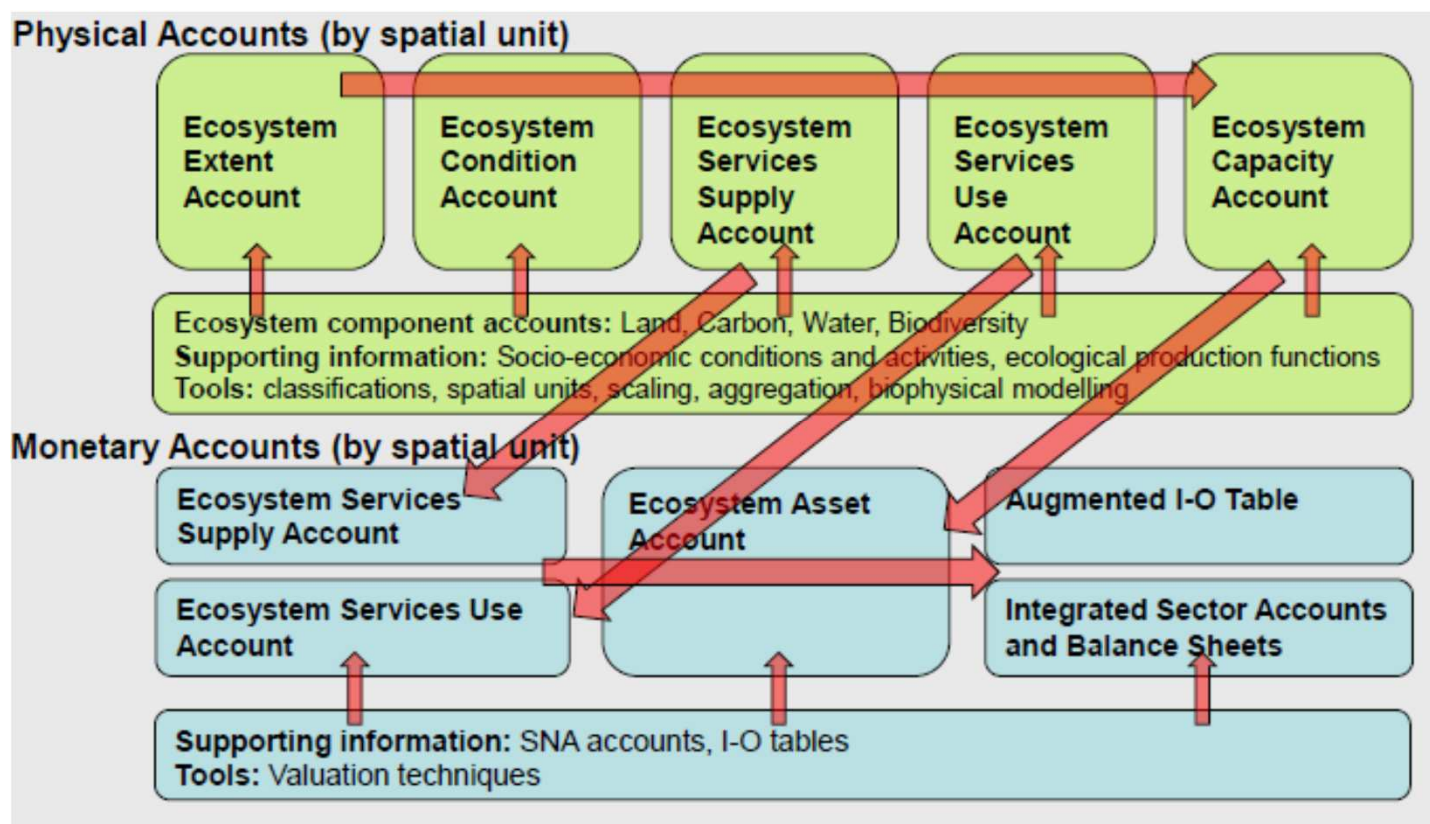 Physical Accounts (by spatial unit)
Ecosystem
Extent
Account
Ecosystem
Condition
Account
Ecosystem
Services
Supply
Account
Ecosystem
Services
Use
Account
Ecosystem
Capacity
Account
Ecosystem component accounts: Land, Carbon, Water, Biodiversity
Supporting information: Socio-economic conditions and activities, ecological production functions
Tools: classifications, spatial units, scaling, aggregation, biophysical modelling
Monetary Accounts (by spatial unit)
Ecosystem Services
Supply Account
Ecosystem Services Use
Account
Ecosystem Asset
Account
Augmented I-O Table
Integrated Sector Accounts
and Balance Sheets
Supporting information: SNA accounts, I-O tables
Tools: Valuation techniques